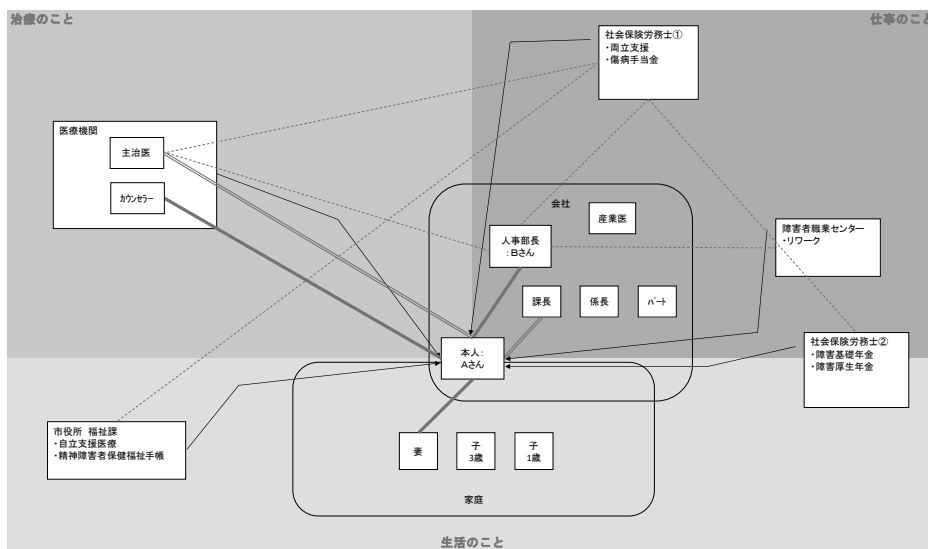 治療のこと
仕事のこと
社会保険労務士①
・両立支援
・傷病手当金
医療機関
主治医
カウンセラー
会社
産業医
人事部長
:Bさん
障害者職業センター
・リワーク
課長
係長
パート
本人:
Aさん
社会保険労務士②
・障害基礎年金
・障害厚生年金
市役所 福祉課
・自立支援医療
・精神障害者保健福祉手帳
妻
子
3歳
子
1歳
家庭
生活のこと